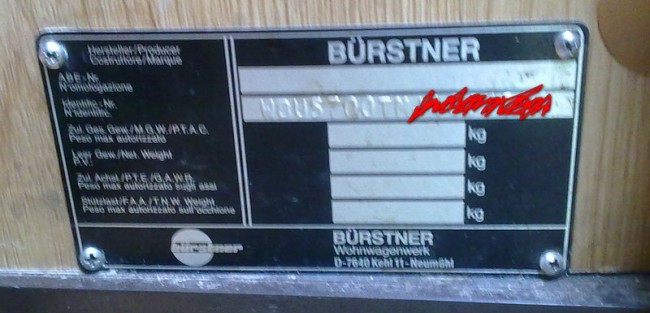 Hersteller/Producer
Costruttore/Marque
BÜRSTNER
A.B.E.-Nr.
N omologazione
Identific.-Nr.
N identific.
Zul. Ges. Gew./M.G.W./P.T.A.C.
Peso max autorizzato
kg
Leer Gew./Net. Weight
P.V.
kg
Zul. Achsl./P.T.E./G.A.W.R.
Peso max autorizzato sugli assi
kg
Stützlast/F.A.A./T.N.W. Weight
Peso max autorizzato sull'occhione
kg
bürstner
BÜRSTNER
Wohnwagenwerk
D-7640 Kehl 11-Neumühl